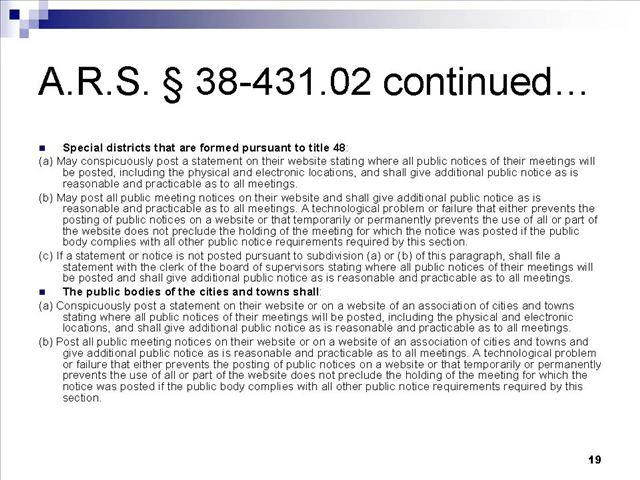 A.R.S. § 38-431.02 continued…
Special districts that are formed pursuant to title 48:
(a) May conspicuously post a statement on their website stating where all public notices of their meetings will
be posted, including the physical and electronic locations, and shall give additional public notice as is
reasonable and practicable as to all meetings.
(b) May post all public meeting notices on their website and shall give additional public notice as is
reasonable and practicable as to all meetings. A technological problem or failure that either prevents the
posting of public notices on a website or that temporarily or permanently prevents the use of all or part of
the website does not preclude the holding of the meeting for which the notice was posted if the public
body complies with all other public notice requirements required by this section.
(c) If a statement or notice is not posted pursuant to subdivision (a) or (b) of this paragraph, shall file a
statement with the clerk of the board of supervisors stating where all public notices of their meetings will
be posted and shall give additional public notice as is reasonable and practicable as to all meetings.
The public bodies of the cities and towns shall:
(a) Conspicuously post a statement on their website or on a website of an association of cities and towns
stating where all public notices of their meetings will be posted, including the physical and electronic
locations, and shall give additional public notice as is reasonable and practicable as to all meetings.
(b) Post all public meeting notices on their website or on a website of an association of cities and towns and
give additional public notice as is reasonable and practicable as to all meetings. A technological problem
or failure that either prevents the posting of public notices on a website or that temporarily or permanently
prevents the use of all or part of the website does not preclude the holding of the meeting for which the
notice was posted if the public body complies with all other public notice requirements required by this
section.
19